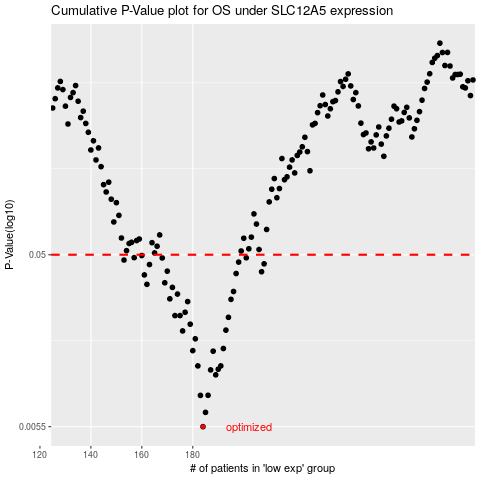 Cumulative P-Value plot for OS under SLC12A5 expression
P-Value(log10)
0.05
0.0055
optimized
120 140 160 180
# of patients in 'low exp' group